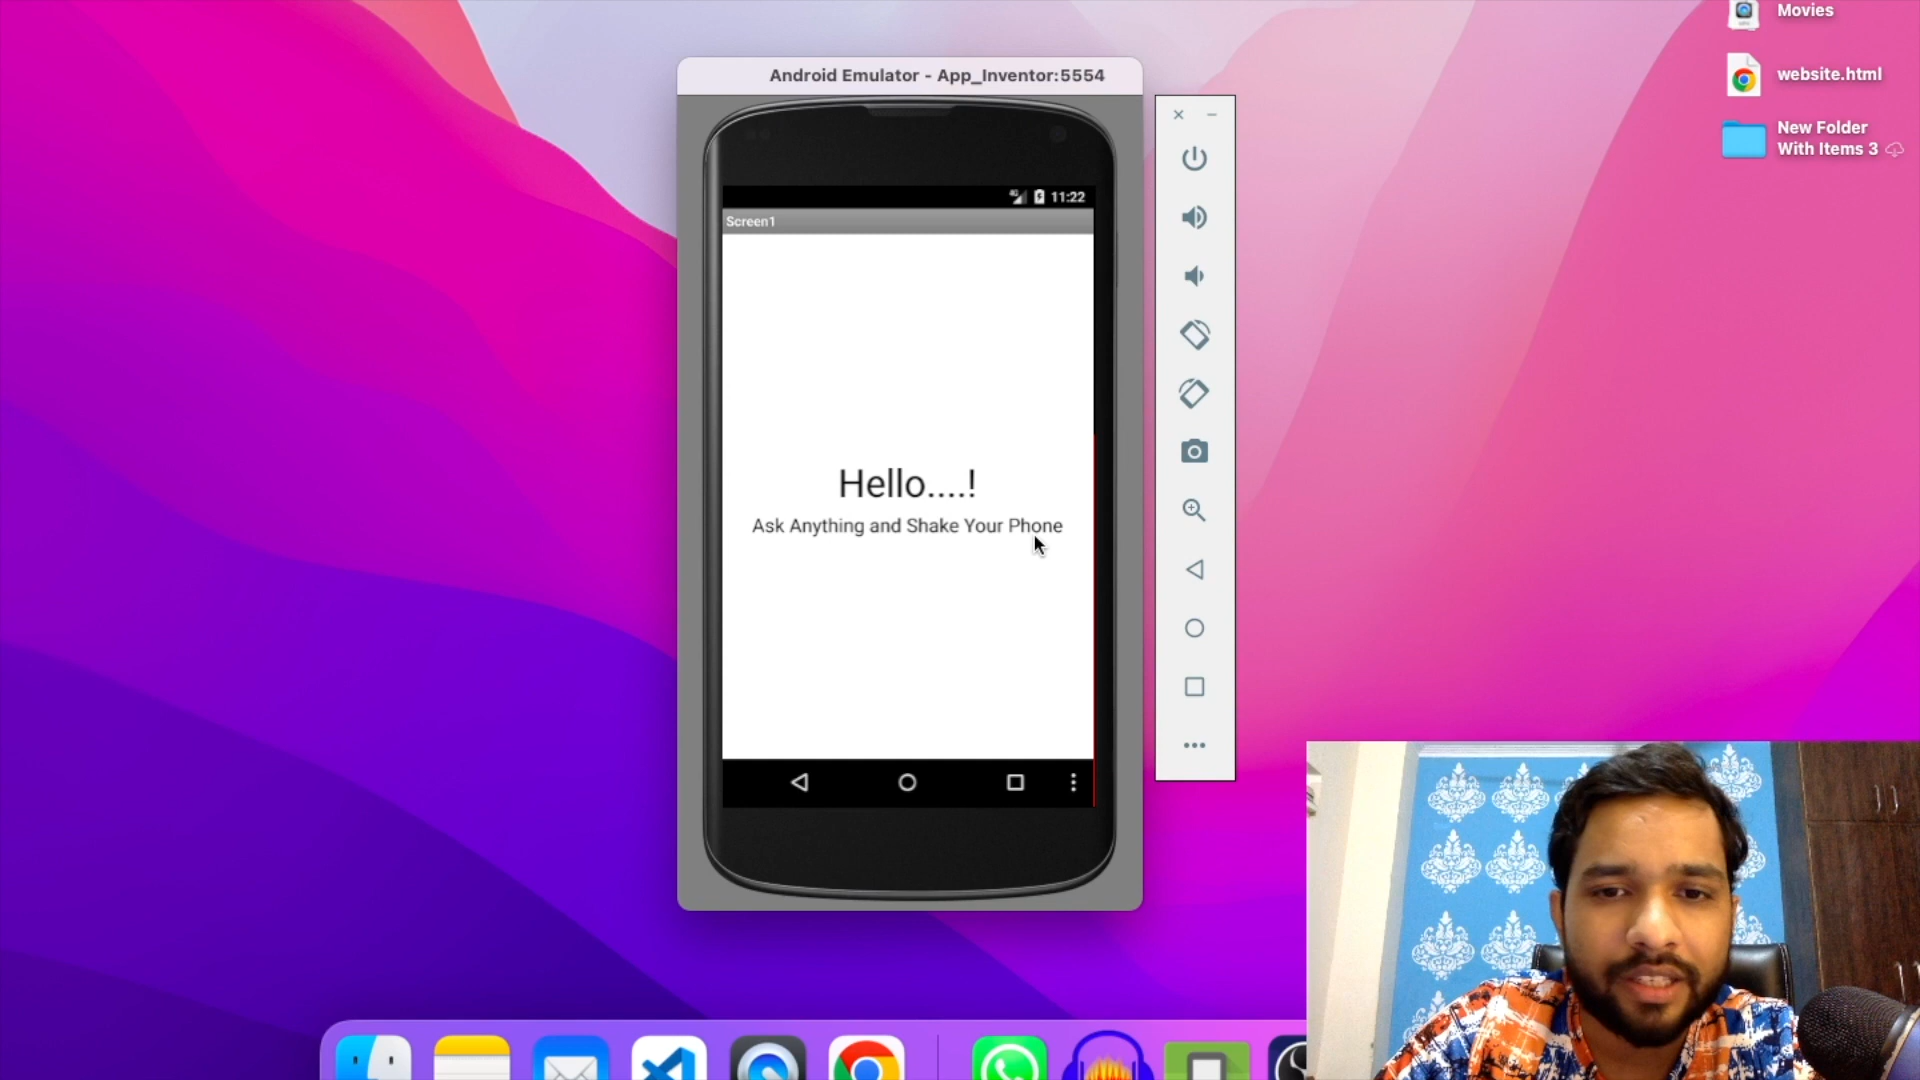 Movies
website.html
New Folder
With Items 3
Android Emulator - App_Inventor:5554
11:22
Screen1
Hello....!
Ask Anything and Shake Your Phone